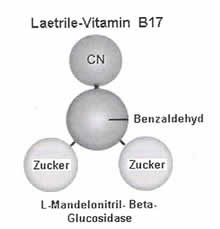 Laetrile-Vitamin B17
CN
Benzaldehyd
Zucker
Zucker
L-Mandelonitril- Beta-
Glucosidase